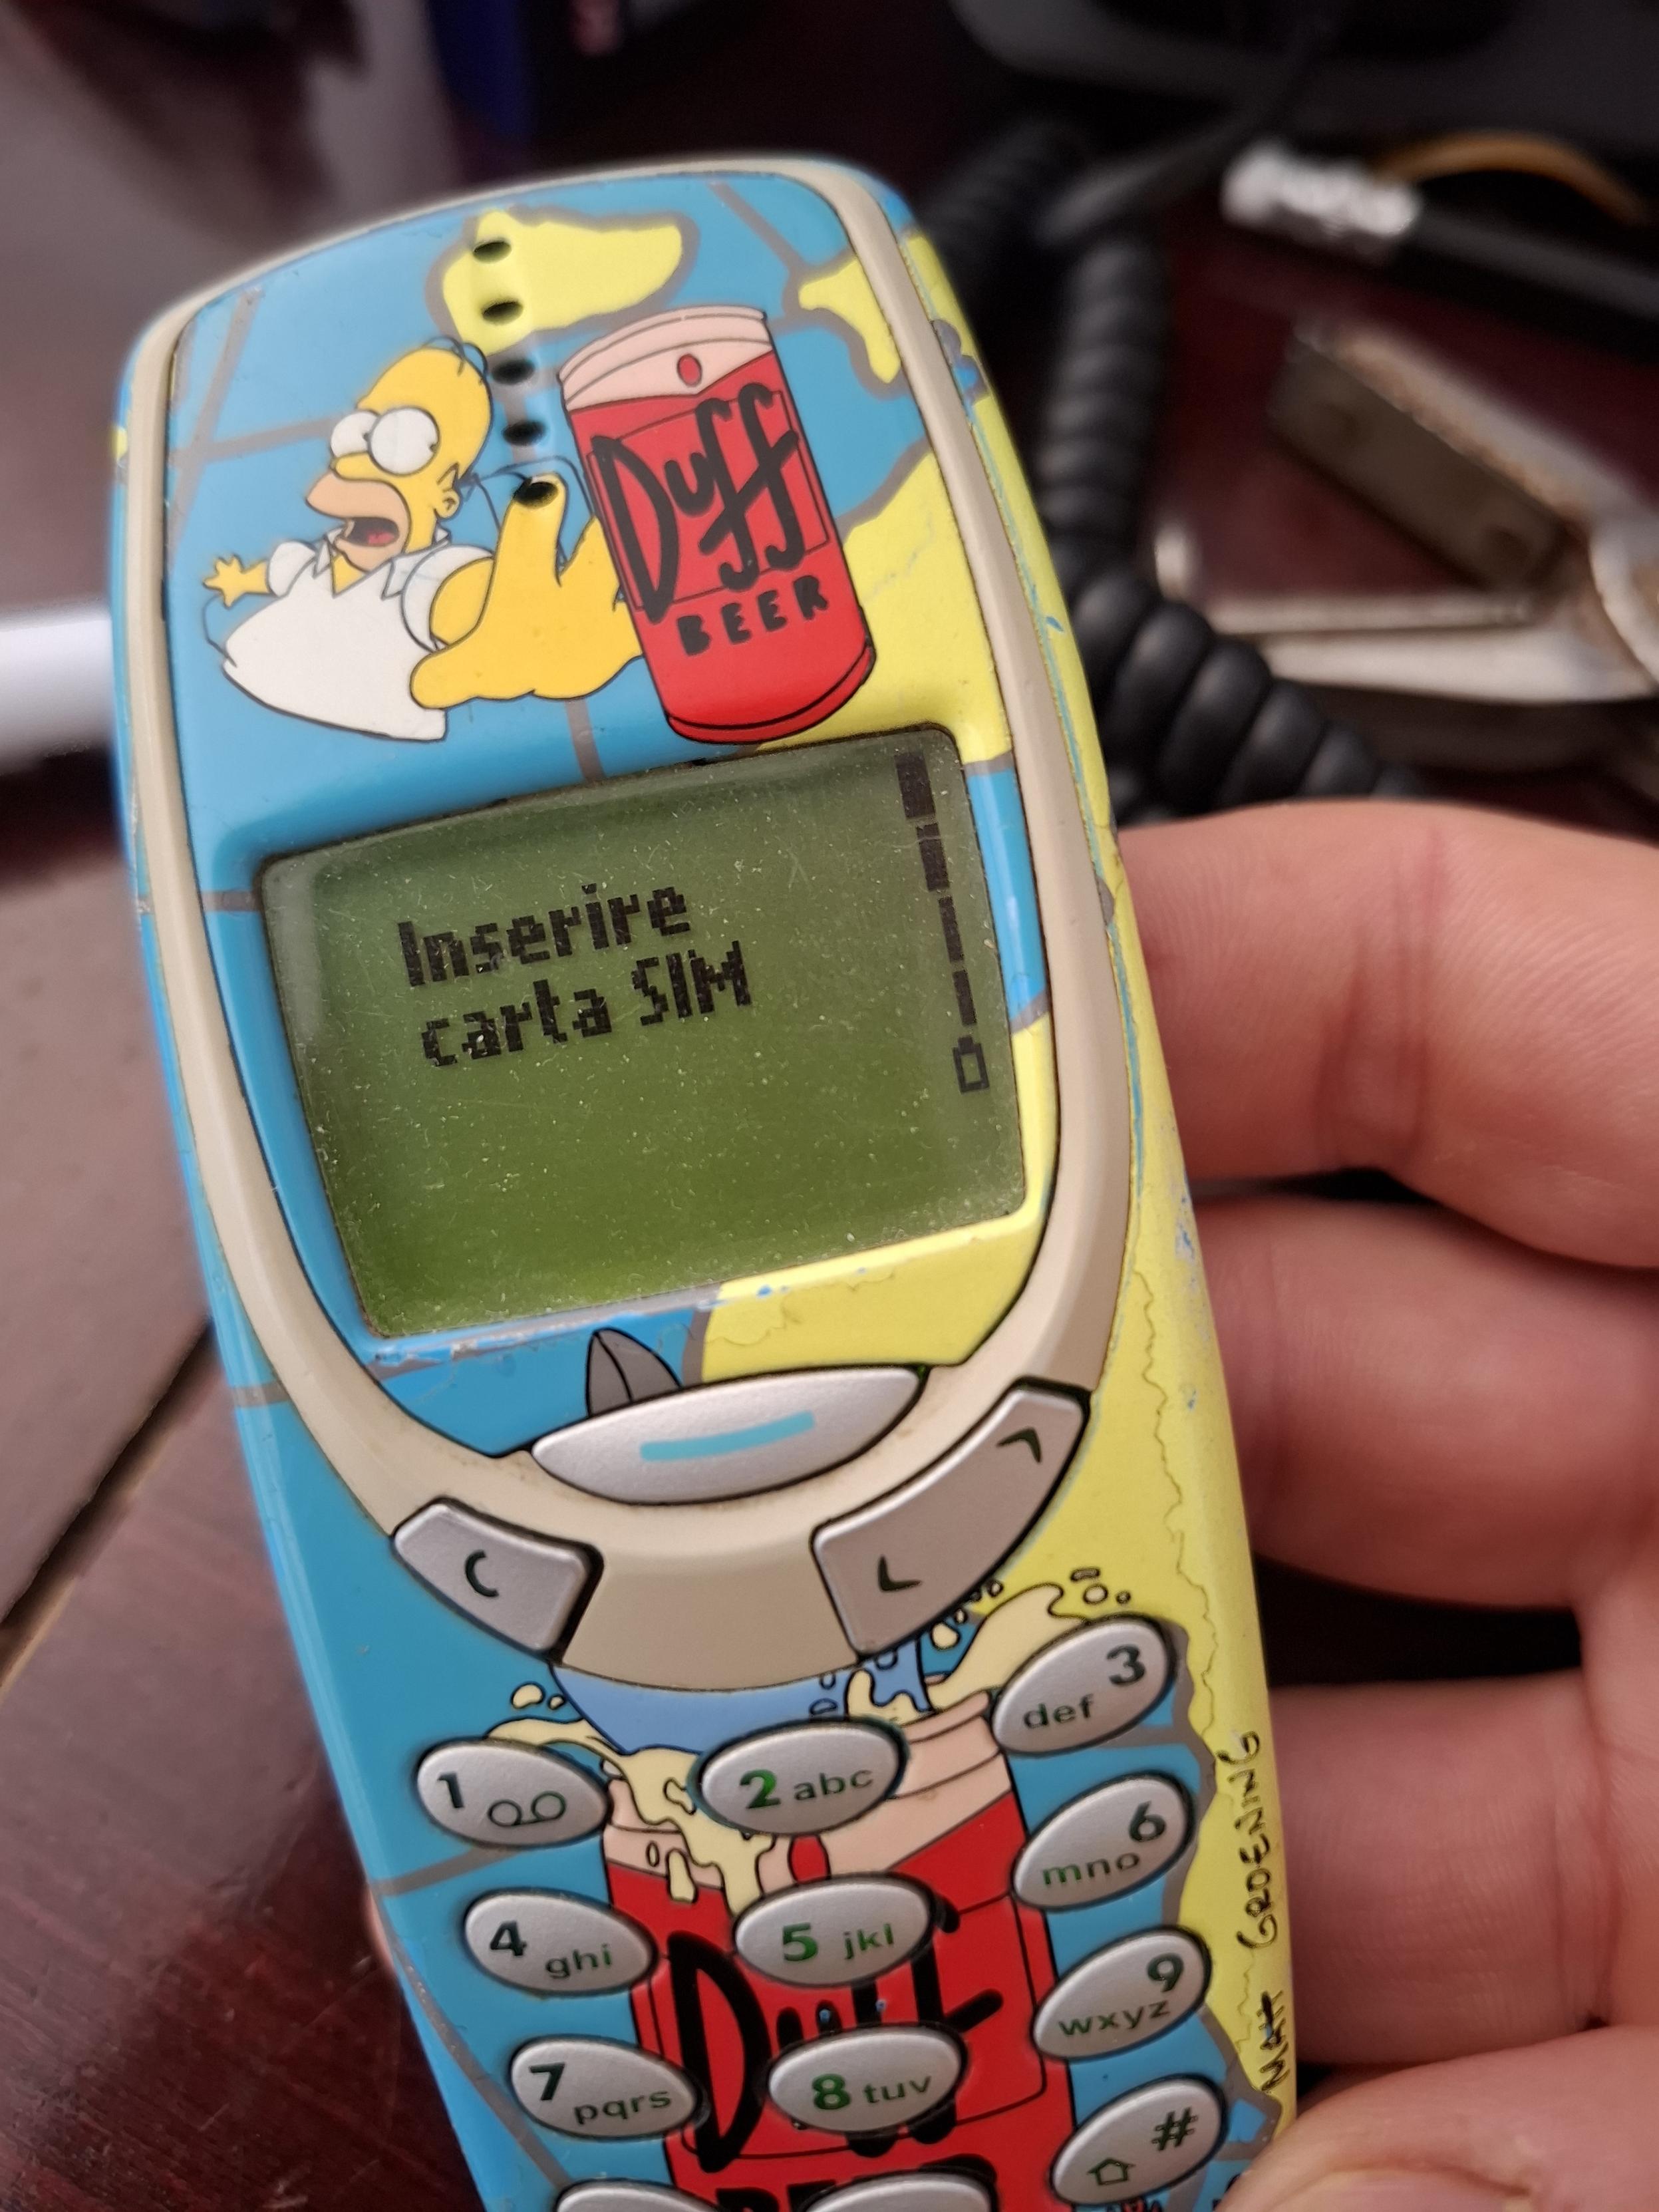 Duff
BEER
Inserire
carta SIM
C
1
2 abc
3 def
4 ghi
5 jkl
6 mno
7 pqrs
8 tuv
9 wxyz
#
Duff
MATT GROENING